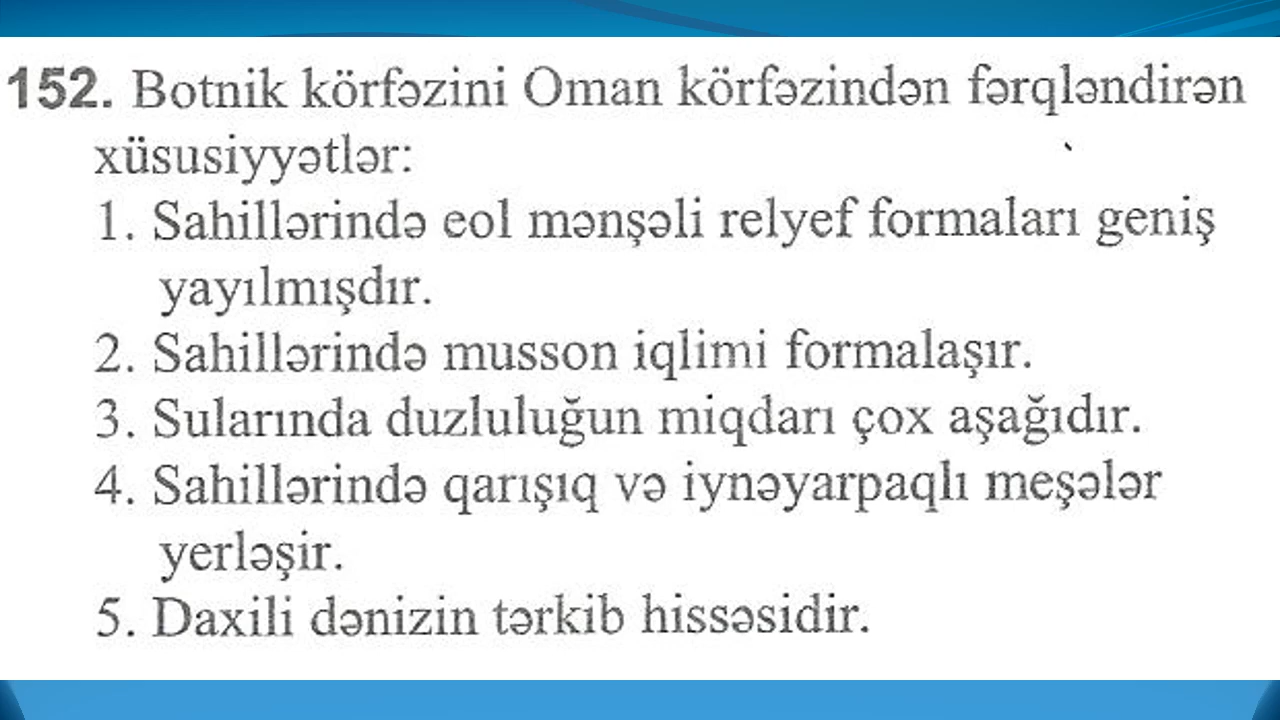 152. Botnik körfəzini Oman körfəzindən fərqləndirən
xüsusiyyətlər:
1. Sahillərində eol mənşəli relyef formaları geniş
yayılmışdır.
2. Sahillərində musson iqlimi formalaşır.
3. Sularında duzluluğun miqdarı çox aşağıdır.
4. Sahillərində qarışıq və iynəyarpaqlı meşələr
yerləşir.
5. Daxili dənizin tərkib hissəsidir.